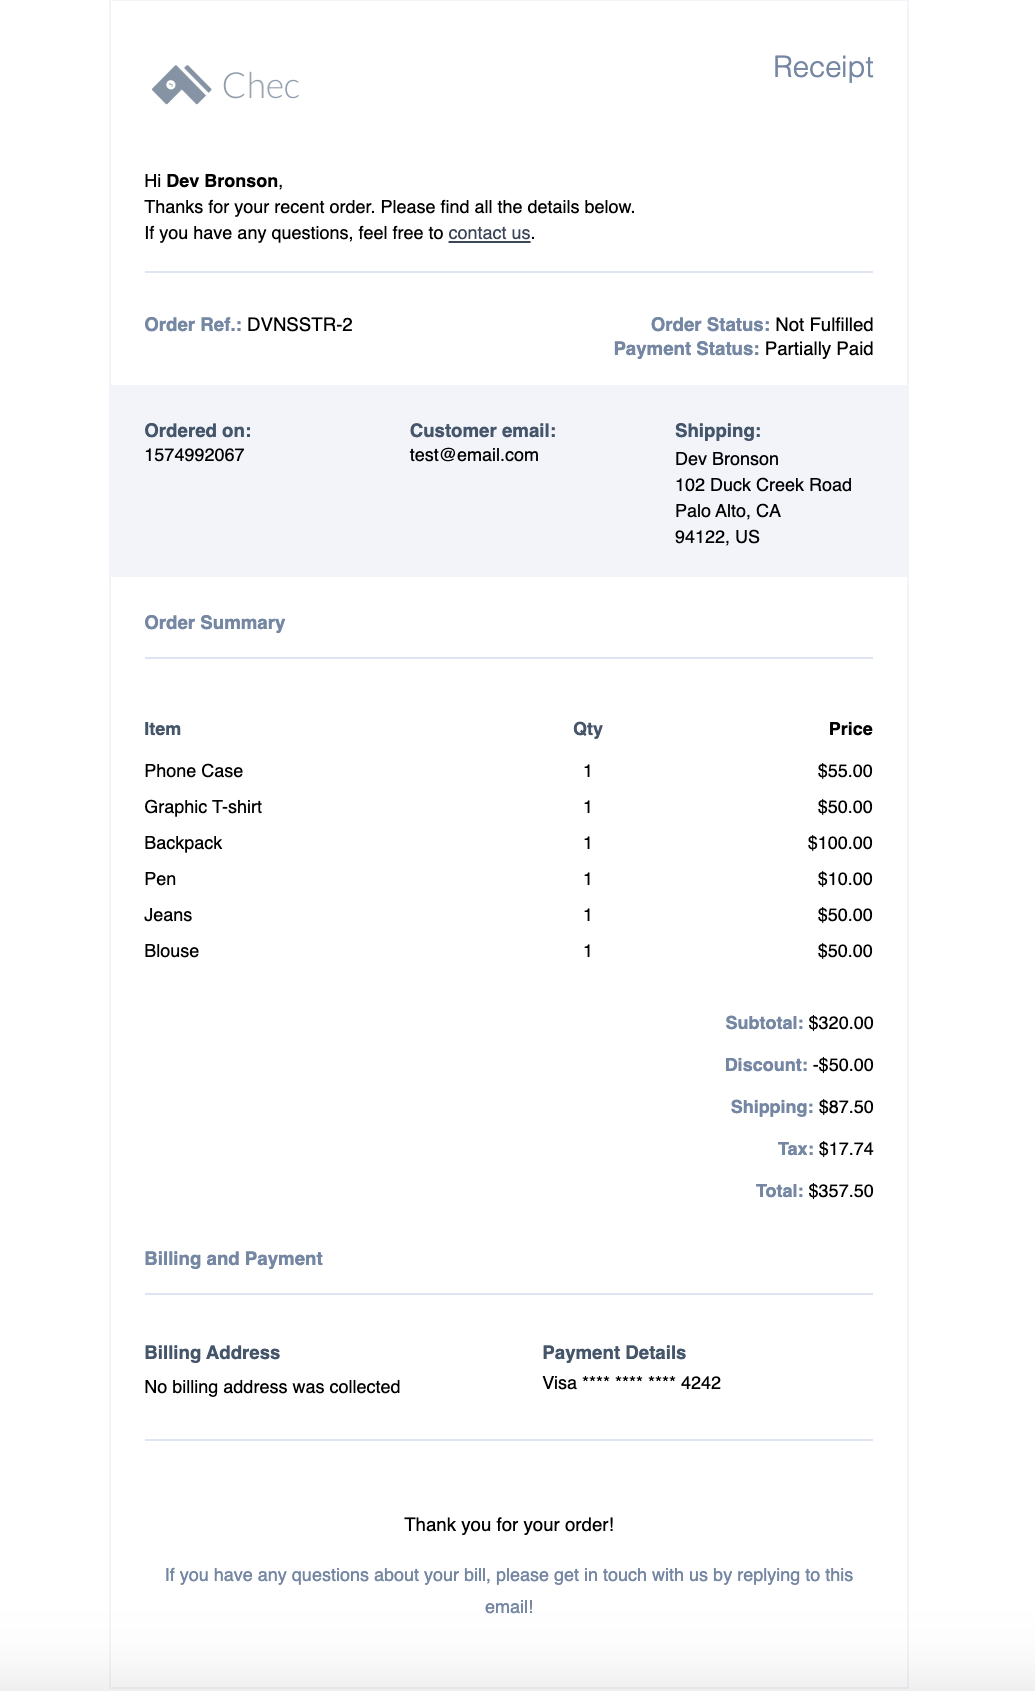 Chec
Receipt
Hi Dev Bronson,
Thanks for your recent order. Please find all the details below.
If you have any questions, feel free to contact us.
Order Ref.: DVNSSTR-2
Order Status: Not Fulfilled
Payment Status: Partially Paid
Ordered on:
1574992067
Customer email:
test@email.com
Shipping:
Dev Bronson
102 Duck Creek Road
Palo Alto, CA
94122, US
Order Summary
Item Qty Price
Phone Case 1 $55.00
Graphic T-shirt 1 $50.00
Backpack 1 $100.00
Pen 1 $10.00
Jeans 1 $50.00
Blouse 1 $50.00
Subtotal: $320.00
Discount: -$50.00
Shipping: $87.50
Tax: $17.74
Total: $357.50
Billing and Payment
Billing Address
No billing address was collected
Payment Details
Visa **** **** **** 4242
Thank you for your order!
If you have any questions about your bill, please get in touch with us by replying to this
email!